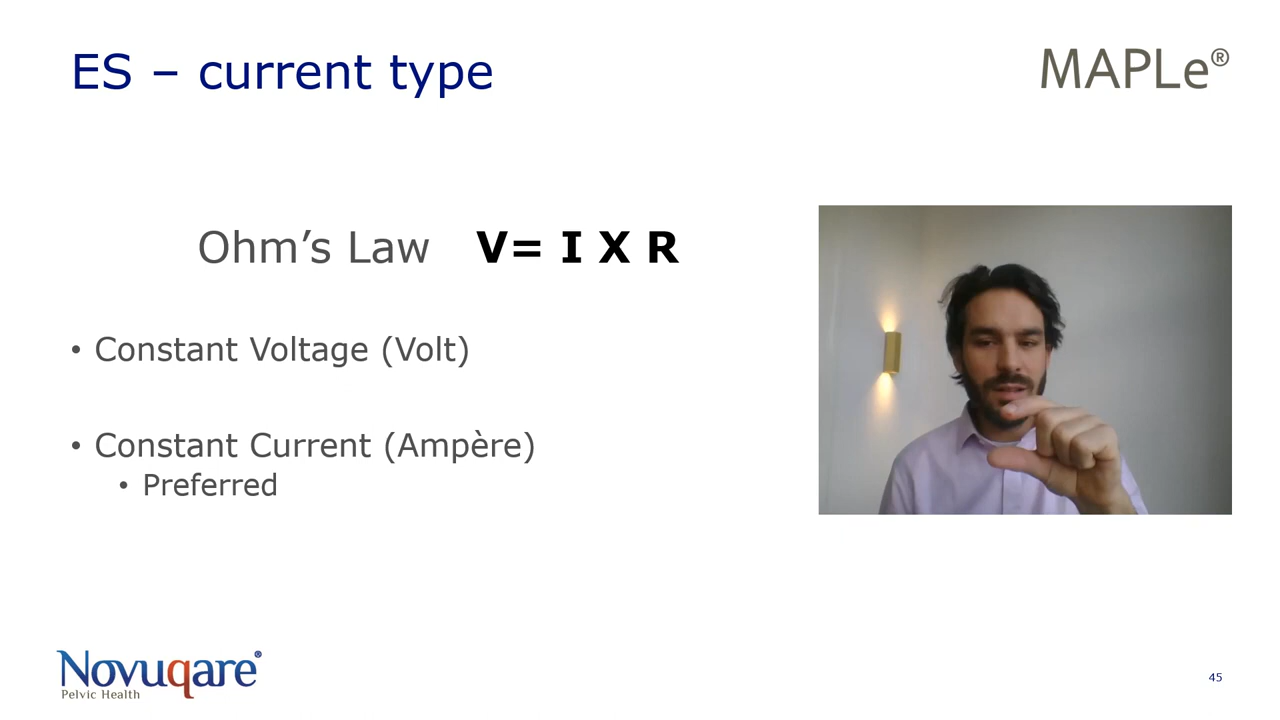 ES – current type
MAPLe®
Ohm’s Law V= I X R
• Constant Voltage (Volt)
• Constant Current (Ampère)
• Preferred
Novuqare®
Pelvic Health
45